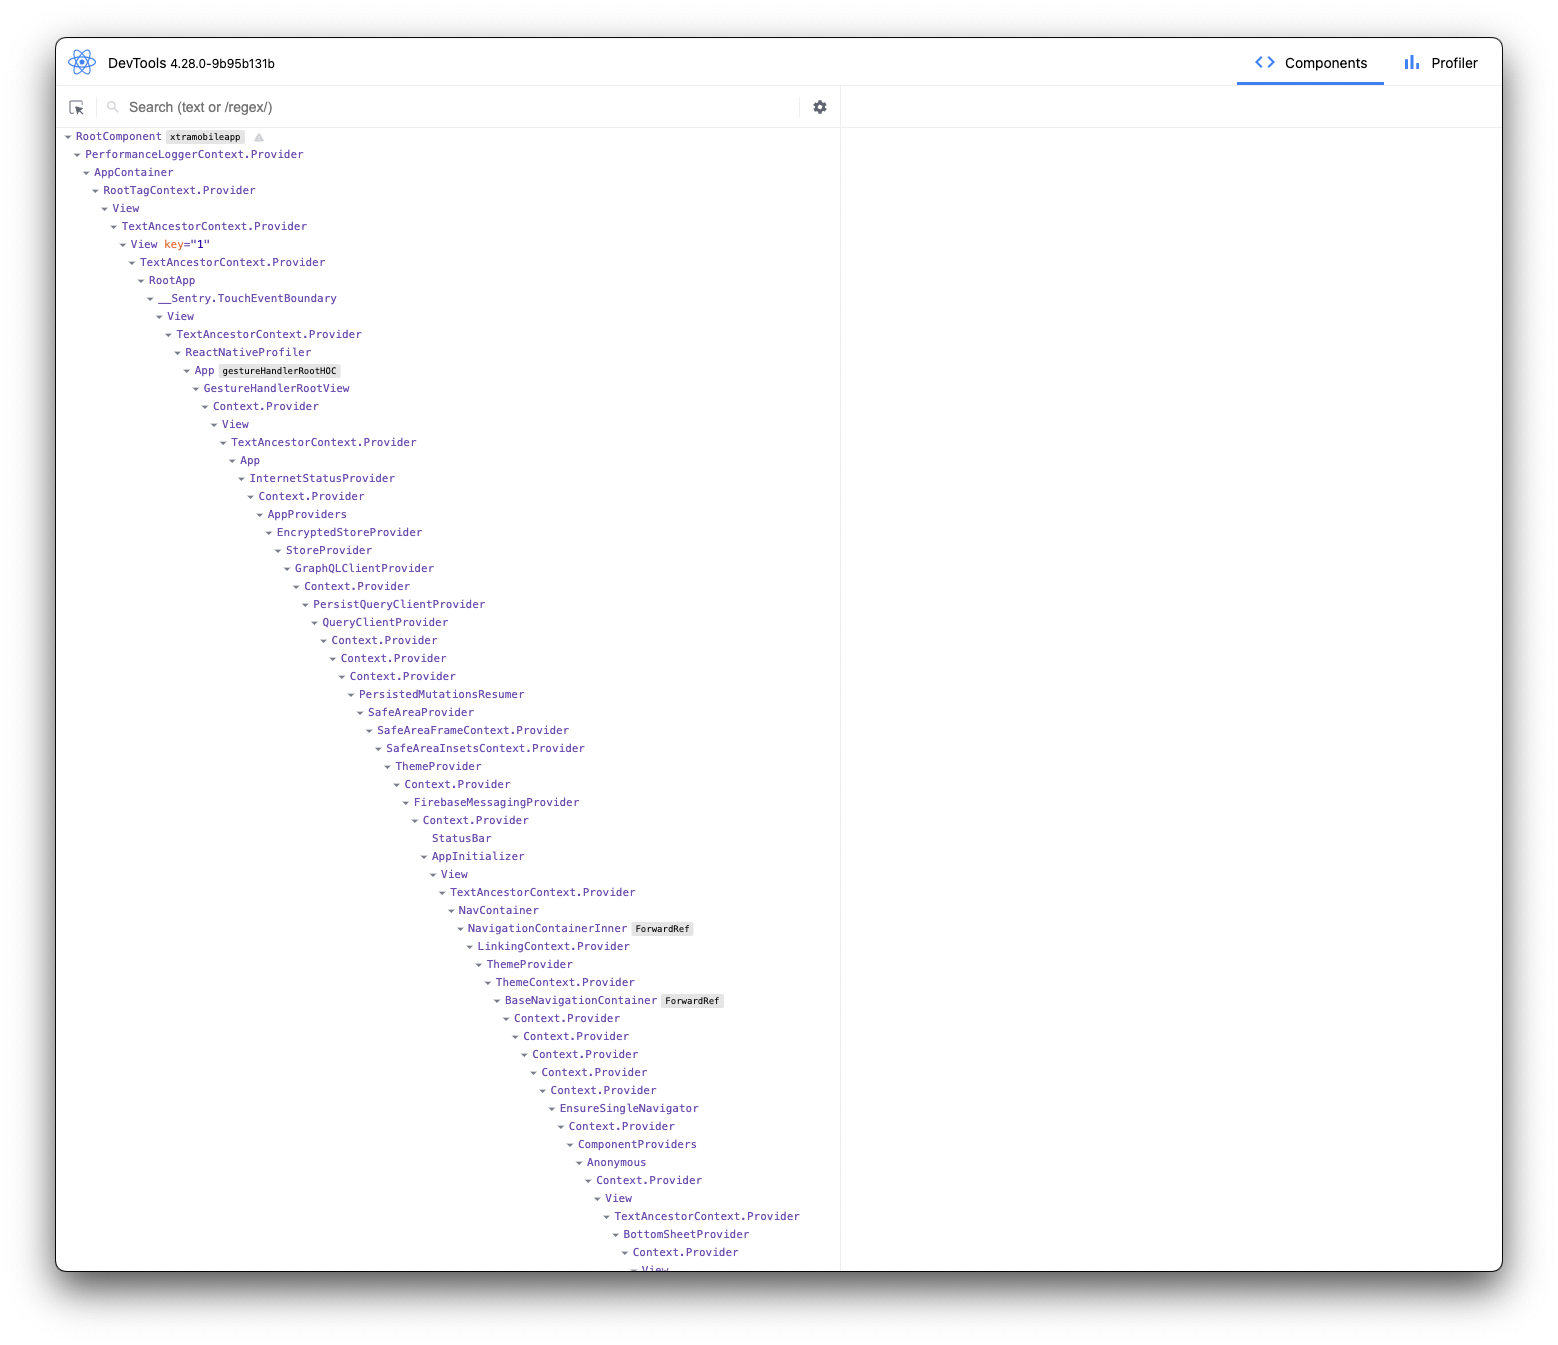 DevTools 4.28.0-9b95b131b
Components
Profiler
Search (text or /regex/)
RootComponent xtramobileapp
PerformanceLoggerContext.Provider
AppContainer
RootTagContext.Provider
View
TextAncestorContext.Provider
View key="1"
TextAncestorContext.Provider
RootApp
__Sentry.TouchEventBoundary
View
TextAncestorContext.Provider
ReactNativeProfiler
App gestureHandlerRootHOC
GestureHandlerRootView
Context.Provider
View
TextAncestorContext.Provider
App
InternetStatusProvider
Context.Provider
AppProviders
EncryptedStoreProvider
StoreProvider
GraphQLClientProvider
Context.Provider
PersistQueryClientProvider
QueryClientProvider
Context.Provider
Context.Provider
Context.Provider
PersistedMutationsResumer
SafeAreaProvider
SafeAreaFrameContext.Provider
SafeAreaInsetsContext.Provider
ThemeProvider
Context.Provider
FirebaseMessagingProvider
Context.Provider
StatusBar
AppInitializer
View
TextAncestorContext.Provider
NavContainer
NavigationContainerInner ForwardRef
LinkingContext.Provider
ThemeProvider
ThemeContext.Provider
BaseNavigationContainer ForwardRef
Context.Provider
Context.Provider
Context.Provider
Context.Provider
Context.Provider
EnsureSingleNavigator
Context.Provider
ComponentProviders
Anonymous
Context.Provider
View
TextAncestorContext.Provider
BottomSheetProvider
Context.Provider
View